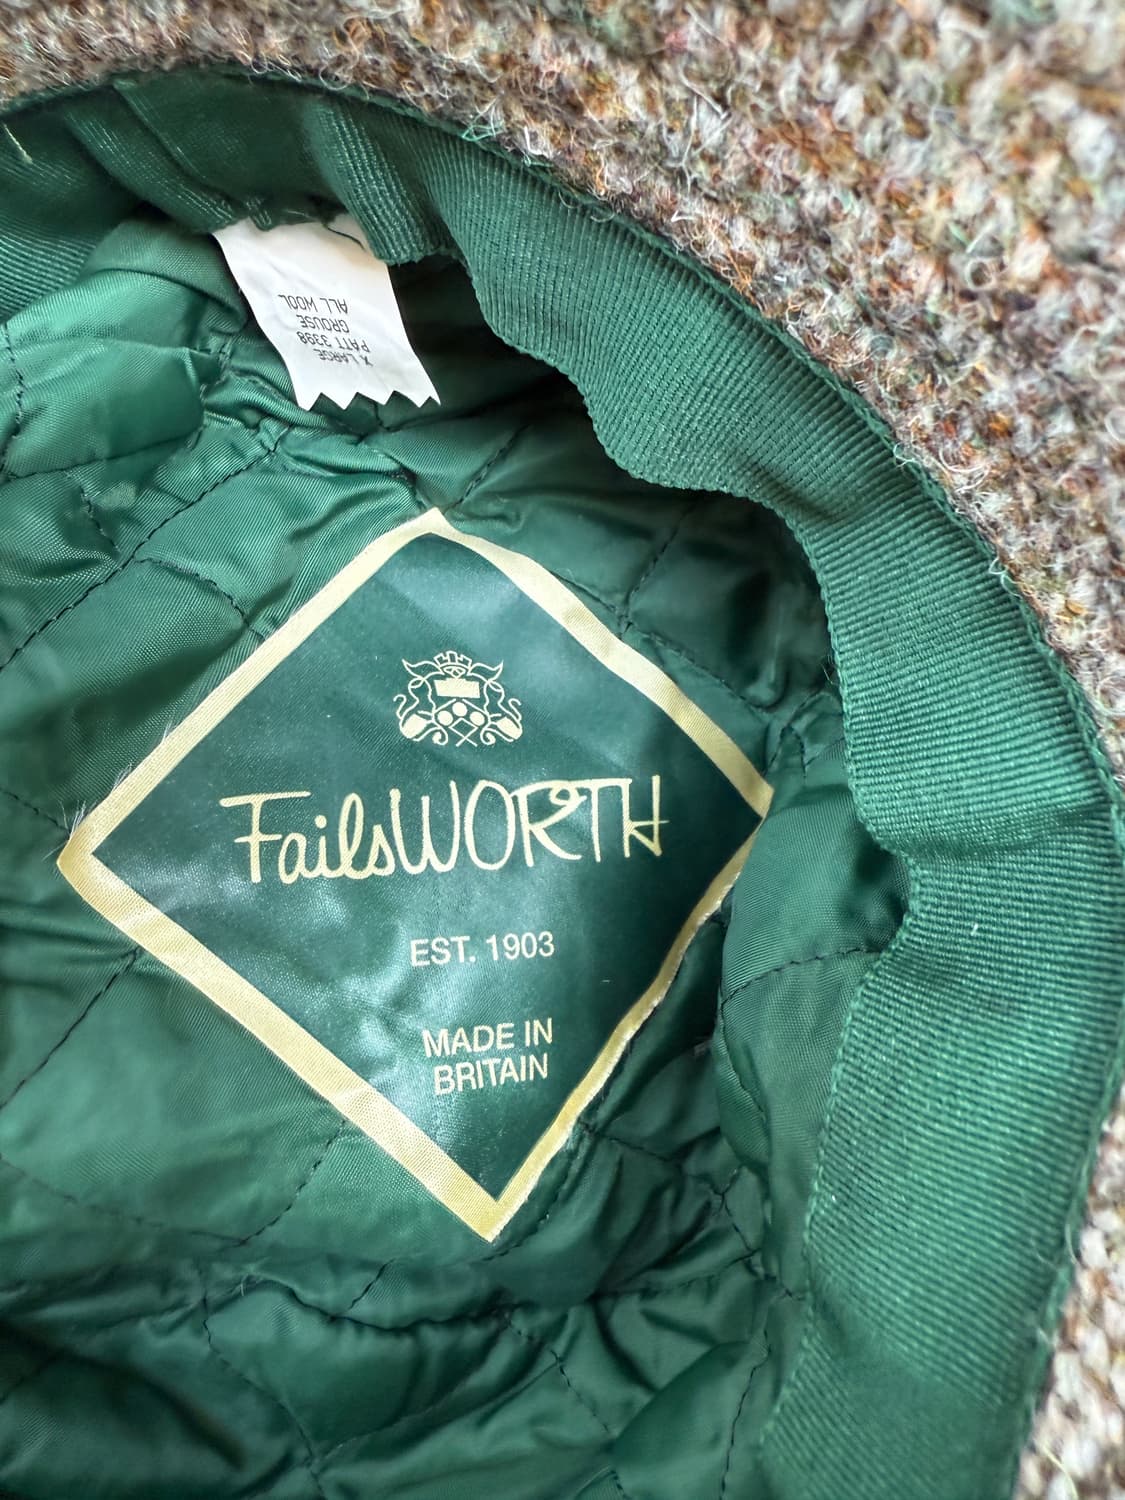 X LARGE
PATT 3398
GROUSE
ALL WOOL
FailsWORTH
EST. 1903
MADE IN
BRITAIN